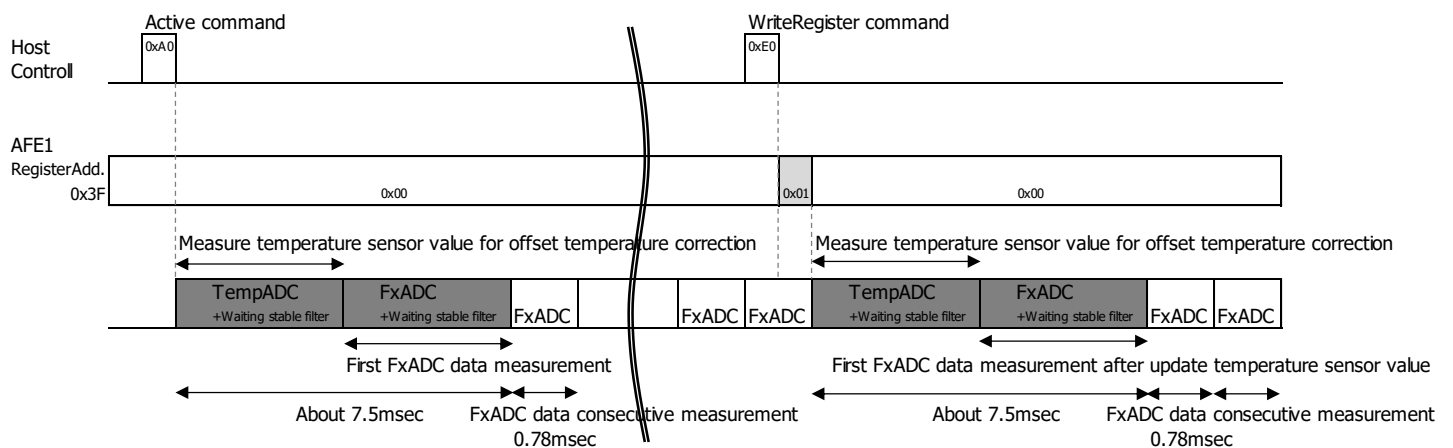 Active command
WriteRegister command
Host
Controll
0xA0
0xE0
AFE1
RegisterAdd.
0x3F
0x00
0x01
0x00
Measure temperature sensor value for offset temperature correction
Measure temperature sensor value for offset temperature correction
TempADC
+Waiting stable filter
FxADC
+Waiting stable filter
FxADC
FxADC
FxADC
TempADC
+Waiting stable filter
FxADC
+Waiting stable filter
FxADC
FxADC
First FxADC data measurement
First FxADC data measurement after update temperature sensor value
About 7.5msec
FxADC data consecutive measurement
0.78msec
About 7.5msec
FxADC data consecutive measurement
0.78msec